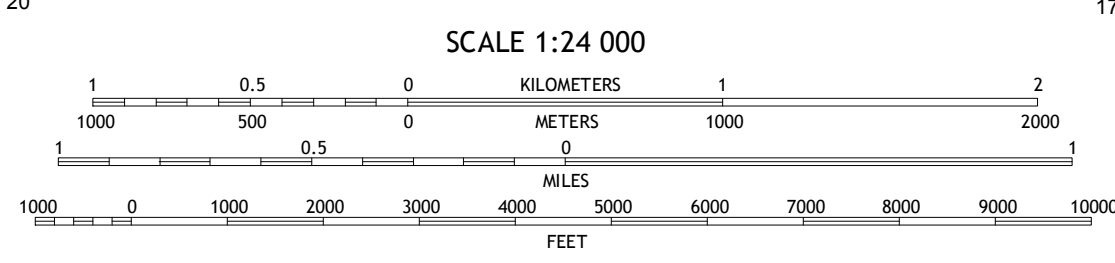 20 17
SCALE 1:24 000
1 0.5 0 KILOMETERS 1 2
1000 500 0 METERS 1000 2000
1 0.5 0 1
MILES
1000 0 1000 2000 3000 4000 5000 6000 7000 8000 9000 10000
FEET